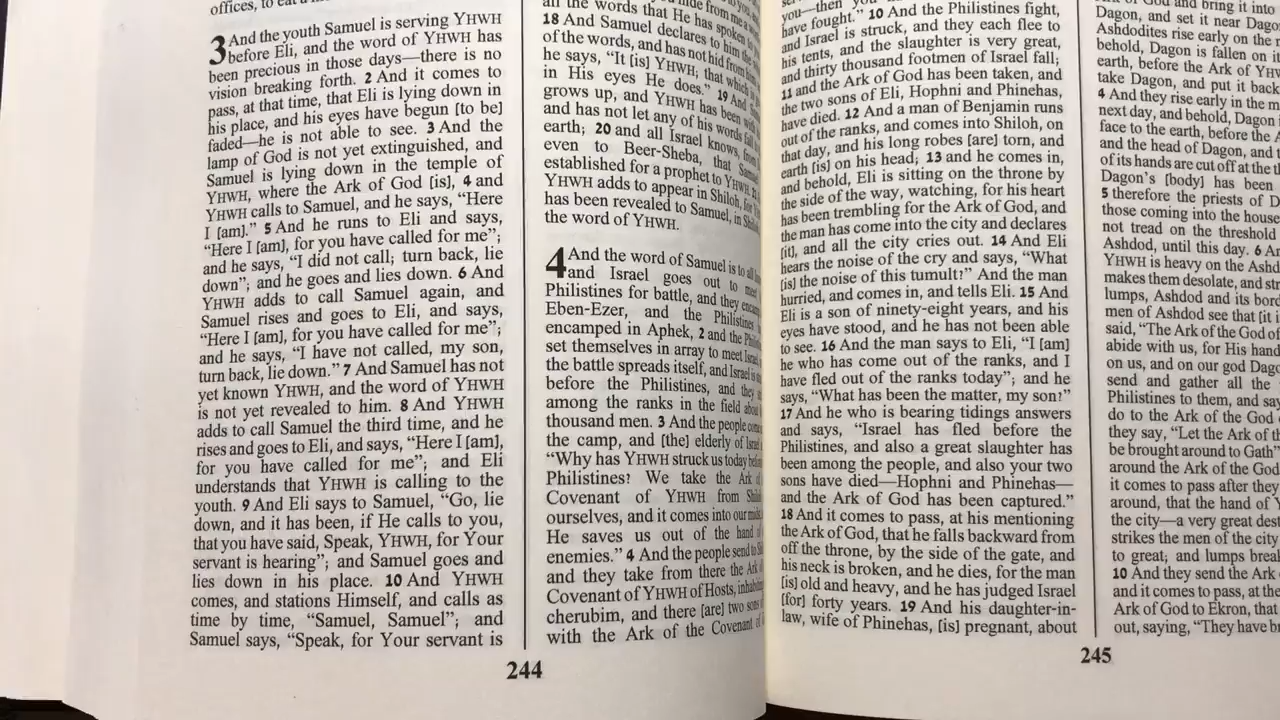 offices, to eat a
3 And the youth Samuel is serving YHWH
before Eli, and the word of YHWH has
been precious in those days—there is no
vision breaking forth. 2 And it comes to
pass, at that time, that Eli is lying down in
his place, and his eyes have begun [to be]
faded—he is not able to see. 3 And the
lamp of God is not yet extinguished, and
Samuel is lying down in the temple of
YHWH, where the Ark of God [is], 4 and
YHWH calls to Samuel, and he says, “Here
I [am].” 5 And he runs to Eli and says,
“Here I [am], for you have called for me”;
and he says, “I did not call; turn back, lie
down”; and he goes and lies down. 6 And
YHWH adds to call Samuel again, and
Samuel rises and goes to Eli, and says,
“Here I [am], for you have called for me”;
and he says, “I have not called, my son,
turn back, lie down.” 7 And Samuel has not
yet known YHWH, and the word of YHWH
is not yet revealed to him. 8 And YHWH
adds to call Samuel the third time, and he
rises and goes to Eli, and says, “Here I [am],
for you have called for me”; and Eli
understands that YHWH is calling to the
youth. 9 And Eli says to Samuel, “Go, lie
down, and it has been, if He calls to you,
that you have said, Speak, YHWH, for Your
servant is hearing”; and Samuel goes and
lies down in his place. 10 And YHWH
comes, and stations Himself, and calls as
time by time, “Samuel, Samuel”; and
Samuel says, “Speak, for Your servant is
all the words that He has spoken
18 And Samuel declares to him the
of the words, and has not hid from him
he says, “It [is] YHWH; that which
in His eyes He does.” 19 And
grows up, and YHWH has been with
and has not let any of his words fall
earth; 20 and all Israel knows, from
even to Beer-Sheba, that
established for a prophet to YHWH.
YHWH adds to appear in Shiloh, for
has been revealed to Samuel, in
the word of YHWH.
4 And the word of Samuel is to all
and Israel goes out to meet
Philistines for battle, and they
Eben-Ezer, and the Philistines
encamped in Aphek, 2 and the
set themselves in array to meet Israel,
the battle spreads itself, and Israel is
before the Philistines, and they
among the ranks in the field about
thousand men. 3 And the people
the camp, and [the] elderly of Israel
“Why has YHWH struck us today
Philistines? We take the Ark
Covenant of YHWH from
ourselves, and it comes into our
He saves us out of the hand of
enemies.” 4 And the people send to
and they take from there the Ark
Covenant of YHWH of Hosts,
cherubim, and there [are] two sons
with the Ark of the Covenant of
244
you—then
have fought.” 10 And the Philistines fight,
and Israel is struck, and they each flee to
his tents, and the slaughter is very great,
and thirty thousand footmen of Israel fall;
11 and the Ark of God has been taken, and
the two sons of Eli, Hophni and Phinehas,
have died. 12 And a man of Benjamin runs
out of the ranks, and comes into Shiloh, on
that day, and his long robes [are] torn, and
earth [is] on his head; 13 and he comes in,
and behold, Eli is sitting on the throne by
the side of the way, watching, for his heart
has been trembling for the Ark of God, and
the man has come into the city and declares
[it], and all the city cries out. 14 And Eli
hears the noise of the cry and says, “What
[is] the noise of this tumult?” And the man
hurried, and comes in, and tells Eli. 15 And
Eli is a son of ninety-eight years, and his
eyes have stood, and he has not been able
to see. 16 And the man says to Eli, “I [am]
he who has come out of the ranks, and I
have fled out of the ranks today”; and he
says, “What has been the matter, my son?”
17 And he who is bearing tidings answers
and says, “Israel has fled before the
Philistines, and also a great slaughter has
been among the people, and also your two
sons have died—Hophni and Phinehas—
and the Ark of God has been captured.”
18 And it comes to pass, at his mentioning
the Ark of God, that he falls backward from
off the throne, by the side of the gate, and
his neck is broken, and he dies, for the man
[is] old and heavy, and he has judged Israel
[for] forty years. 19 And his daughter-in-
law, wife of Phinehas, [is] pregnant, about
of God and bring it into
Dagon, and set it near Dagon
Ashdodites rise early on the
behold, Dagon is fallen on
earth, before the Ark of
take Dagon, and put it back
4 And they rise early in the
next day, and behold, Dagon
face to the earth, before the
and the head of Dagon, and
of its hands are cut off at the
Dagon’s [body] has been
5 therefore the priests of
those coming into the house
not tread on the threshold
Ashdod, until this day. 6
YHWH is heavy on the
makes them desolate, and
lumps, Ashdod and its
men of Ashdod see that [it
said, “The Ark of the God of
abide with us, for His hand
on us, and on our god
send and gather all the
Philistines to them, and say
do to the Ark of the God
they say, “Let the Ark of
be brought around to Gath”
around the Ark of the God
it comes to pass after they
around, that the hand of
the city—a very great
strikes the men of the city
to great; and lumps
10 And they send the Ark
and it comes to pass, at the
Ark of God to Ekron, that
out, saying, “They have
245